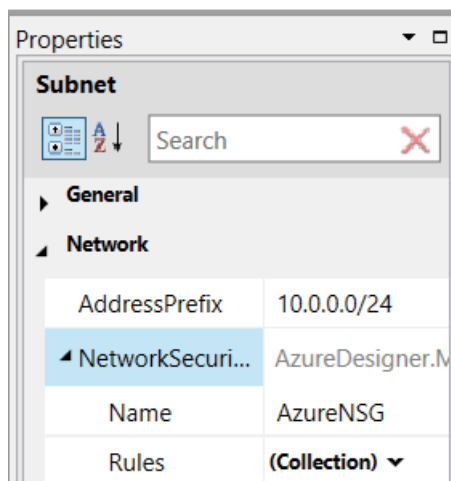 Properties
Subnet
A Z Search
General
Network
AddressPrefix 10.0.0.0/24
NetworkSecuri... AzureDesigner.M
Name AzureNSG
Rules (Collection)